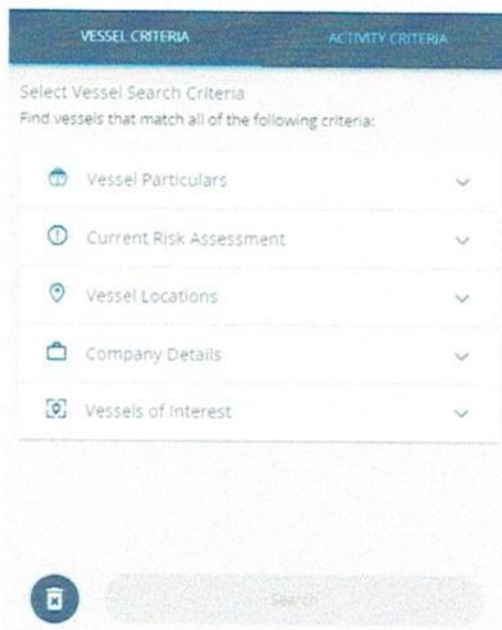 VESSEL CRITERIA
ACTIVITY CRITERIA
Select Vessel Search Criteria
Find vessels that match all of the following criteria:
Vessel Particulars
Current Risk Assessment
Vessel Locations
Company Details
Vessels of Interest
Search